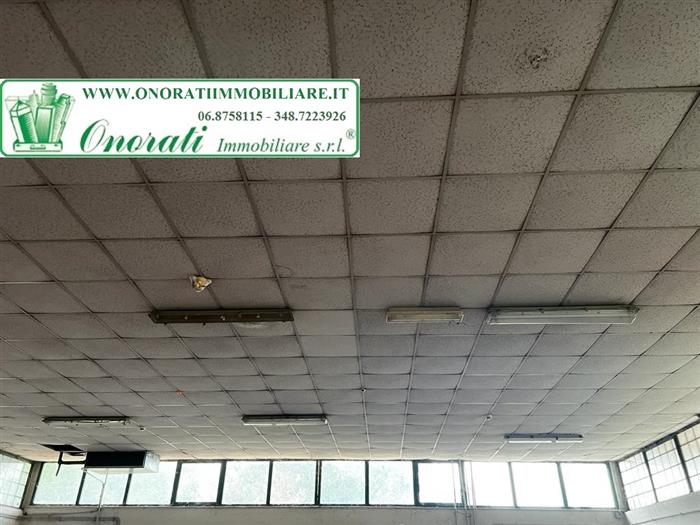 WWW.ONORATIIMMOBILIARE.IT
06.8758115 - 348.7223926
Onorati Immobiliare s.r.l.®